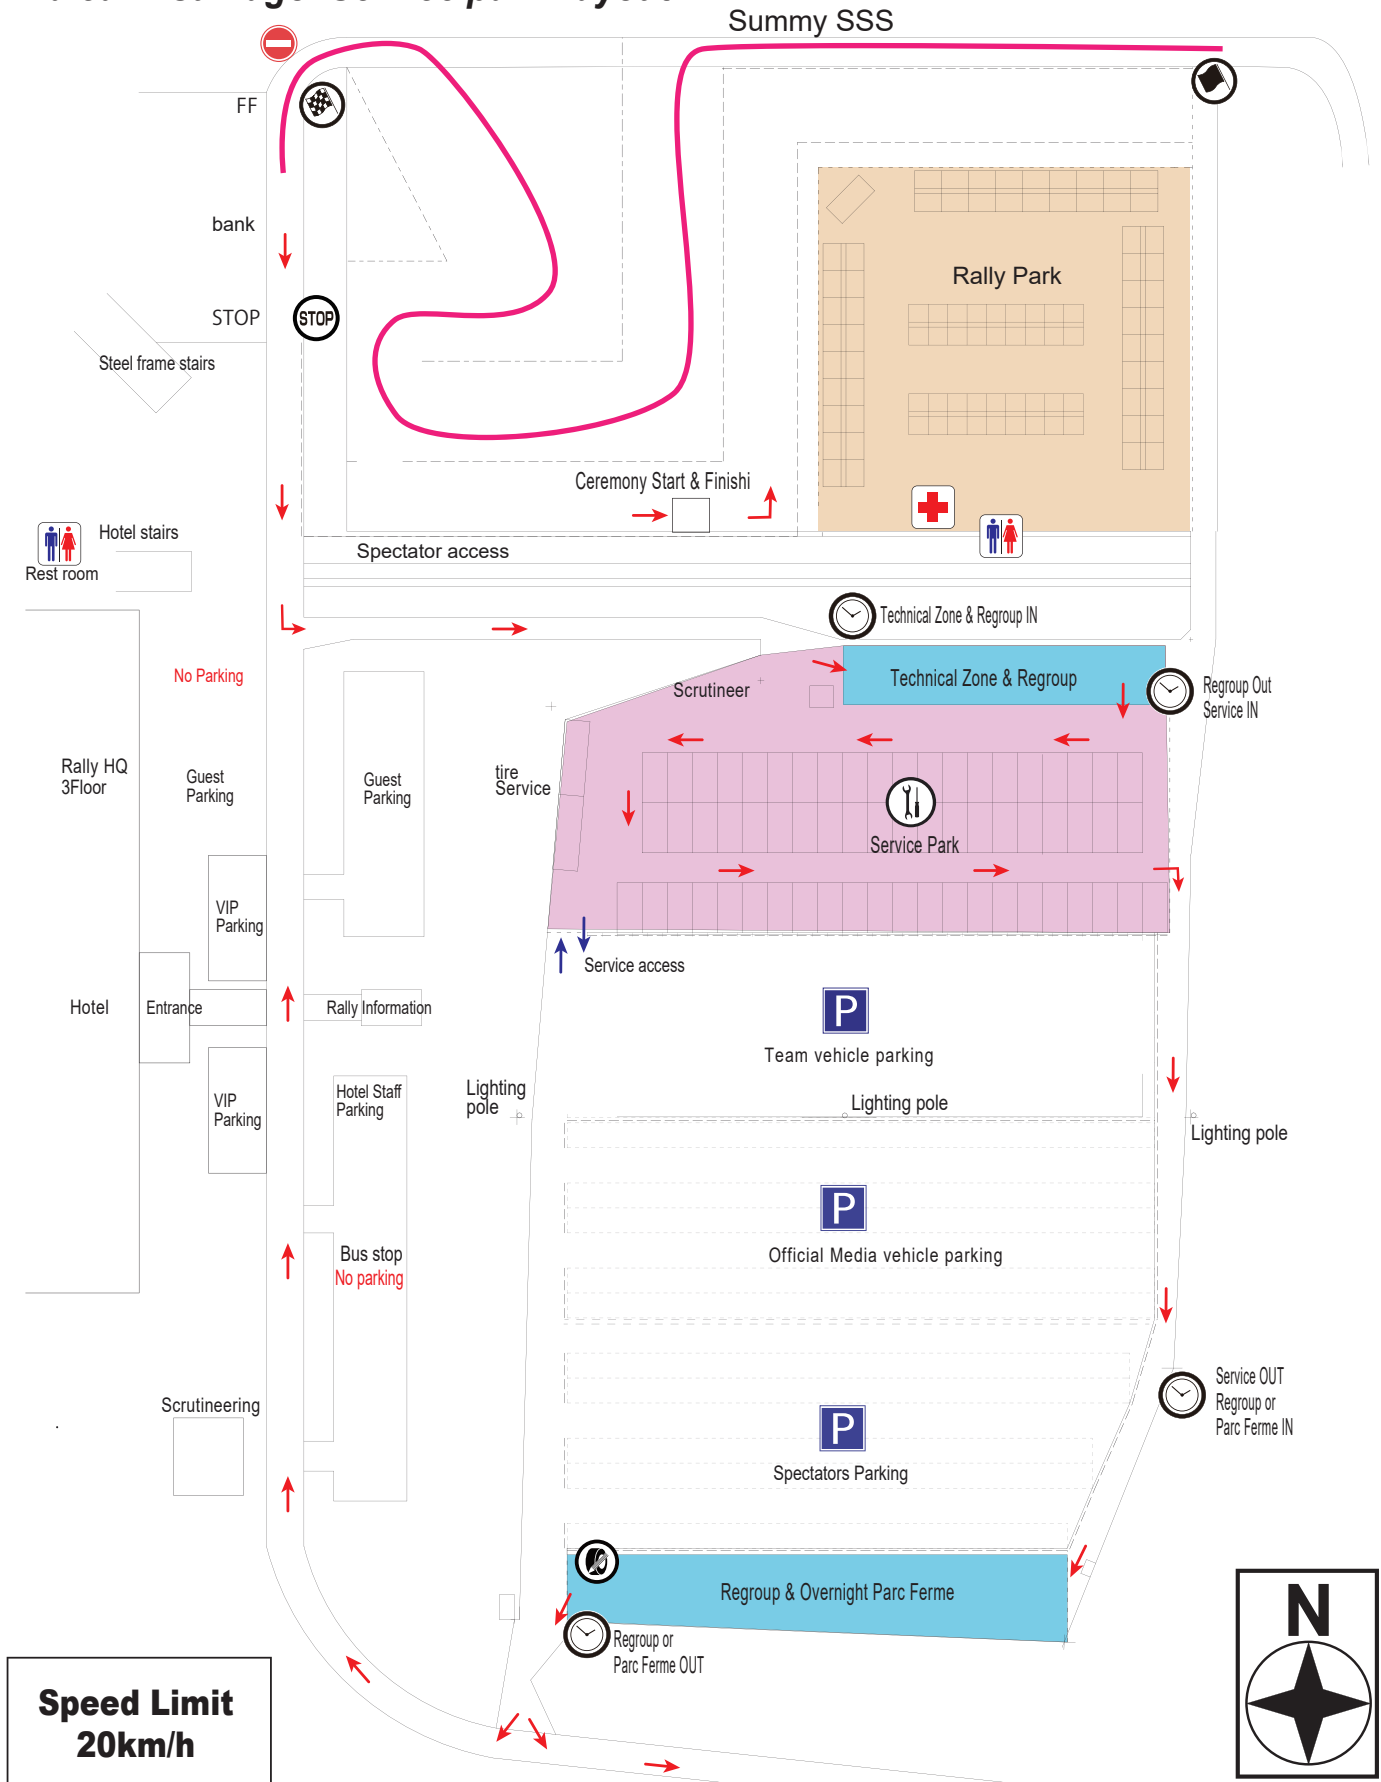 Summy SSS
FF
bank
Rally Park
STOP
STOP
Steel frame stairs
Ceremony Start & Finishi
Hotel stairs
Rest room
Spectator access
Technical Zone & Regroup IN
No Parking
Scrutineer
Technical Zone & Regroup
Regroup Out
Service IN
Rally HQ
3Floor
Guest
Parking
Guest
Parking
tire
Service
Service Park
VIP
Parking
Service access
Hotel
Entrance
Rally Information
P
Team vehicle parking
Hotel Staff
Parking
Lighting
pole
Lighting pole
VIP
Parking
Lighting pole
P
Official Media vehicle parking
Bus stop
No parking
Service OUT
Regroup or
Parc Ferme IN
Scrutineering
P
Spectators Parking
Regroup & Overnight Parc Ferme
Regroup or
Parc Ferme OUT
N
Speed Limit
20km/h